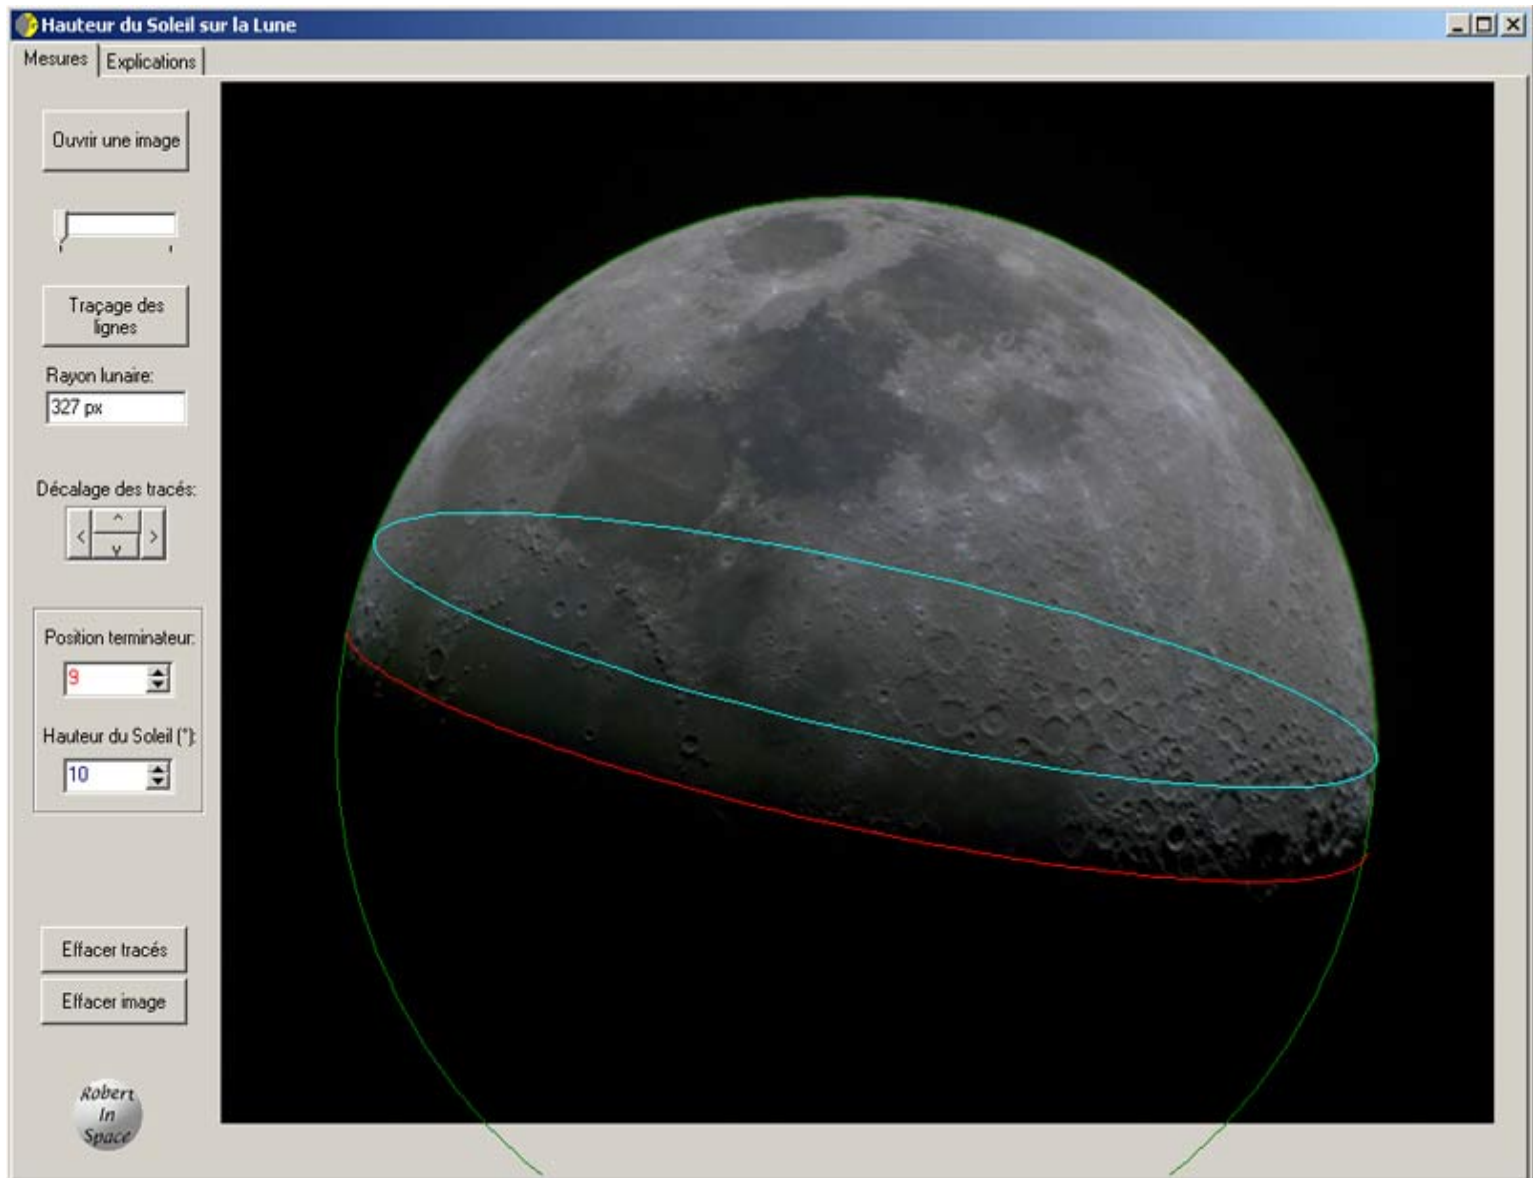 Hauteur du Soleil sur la Lune
Mesures
Explications
Ouvrir une image
Traçage des
lignes
Rayon lunaire:
327 px
Décalage des tracés:
< ^ v >
Position terminateur:
9
Hauteur du Soleil (°):
10
Effacer tracés
Effacer image
Robert
In
Space